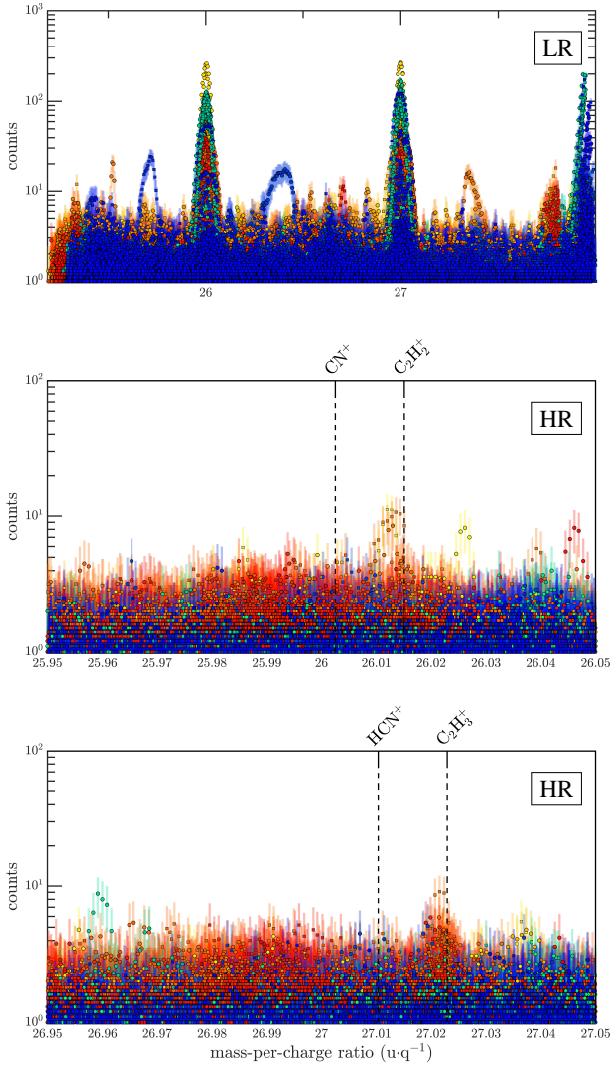 10³
LR
10²
counts
10¹
10⁰
26
27
CN⁺
C₂H₂⁺
10²
HR
counts
10¹
10⁰
25.95 25.96 25.97 25.98 25.99 26 26.01 26.02 26.03 26.04 26.05
HCN⁺
C₂H₃⁺
10²
HR
counts
10¹
10⁰
26.95 26.96 26.97 26.98 26.99 27 27.01 27.02 27.03 27.04 27.05
mass-per-charge ratio (u·q⁻¹)